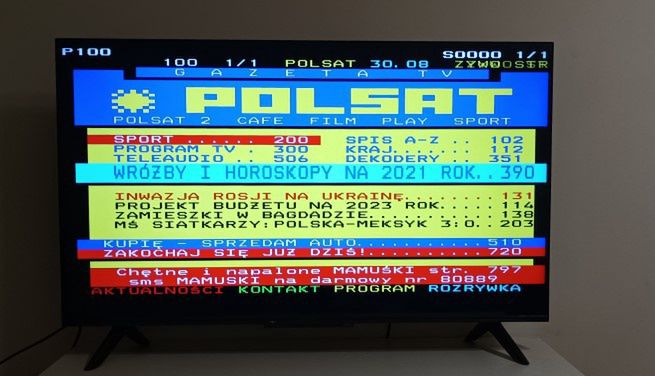 P100 S0000 1/1
100 1/1 POLSAT 30.08
GAZETA TV
POLSAT
POLSAT 2 CAFE FILM PLAY SPORT
SPORT ...... 200 SPIS A-Z .. 102
PROGRAM TV . 300 KRAJ....... 112
TELEAUDIO .. 506 DEKODERY .. 351
WRÓŻBY I HOROSKOPY NA 2021 ROK..390
INWAZJA ROSJI NA UKRAINĘ........ 131
PROJEKT BUDŻETU NA 2023 ROK..... 114
ZAMIESZKI W BAGDADZIE........... 138
MŚ SIATKARZY:POLSKA-MEKSYK 3:0. 203
KUPIĘ - SPRZEDAM AUTO........... 510
ZAKOCHAJ SIĘ JUŻ DZIŚ!.......... 720
Chętne i napalone MAMUŚKI str. 797
sms MAMUSKI na darmowy nr 80889
AKTUALNOŚCI KONTAKT PROGRAM ROZRYWKA